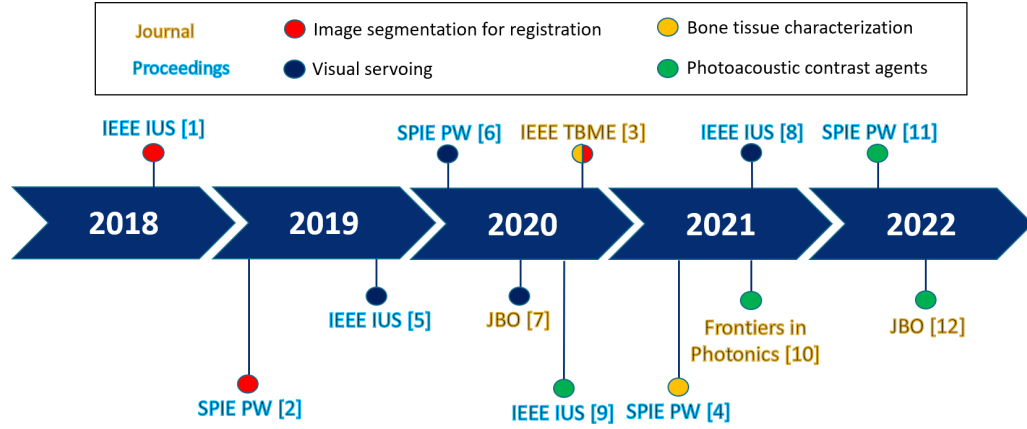 Journal
Proceedings
Image segmentation for registration
Visual servoing
Bone tissue characterization
Photoacoustic contrast agents
IEEE IUS [1]
SPIE PW [6]
IEEE TBME [3]
IEEE IUS [8]
SPIE PW [11]
2018
2019
2020
2021
2022
IEEE IUS [5]
JBO [7]
Frontiers in
Photonics [10]
JBO [12]
SPIE PW [2]
IEEE IUS [9]
SPIE PW [4]